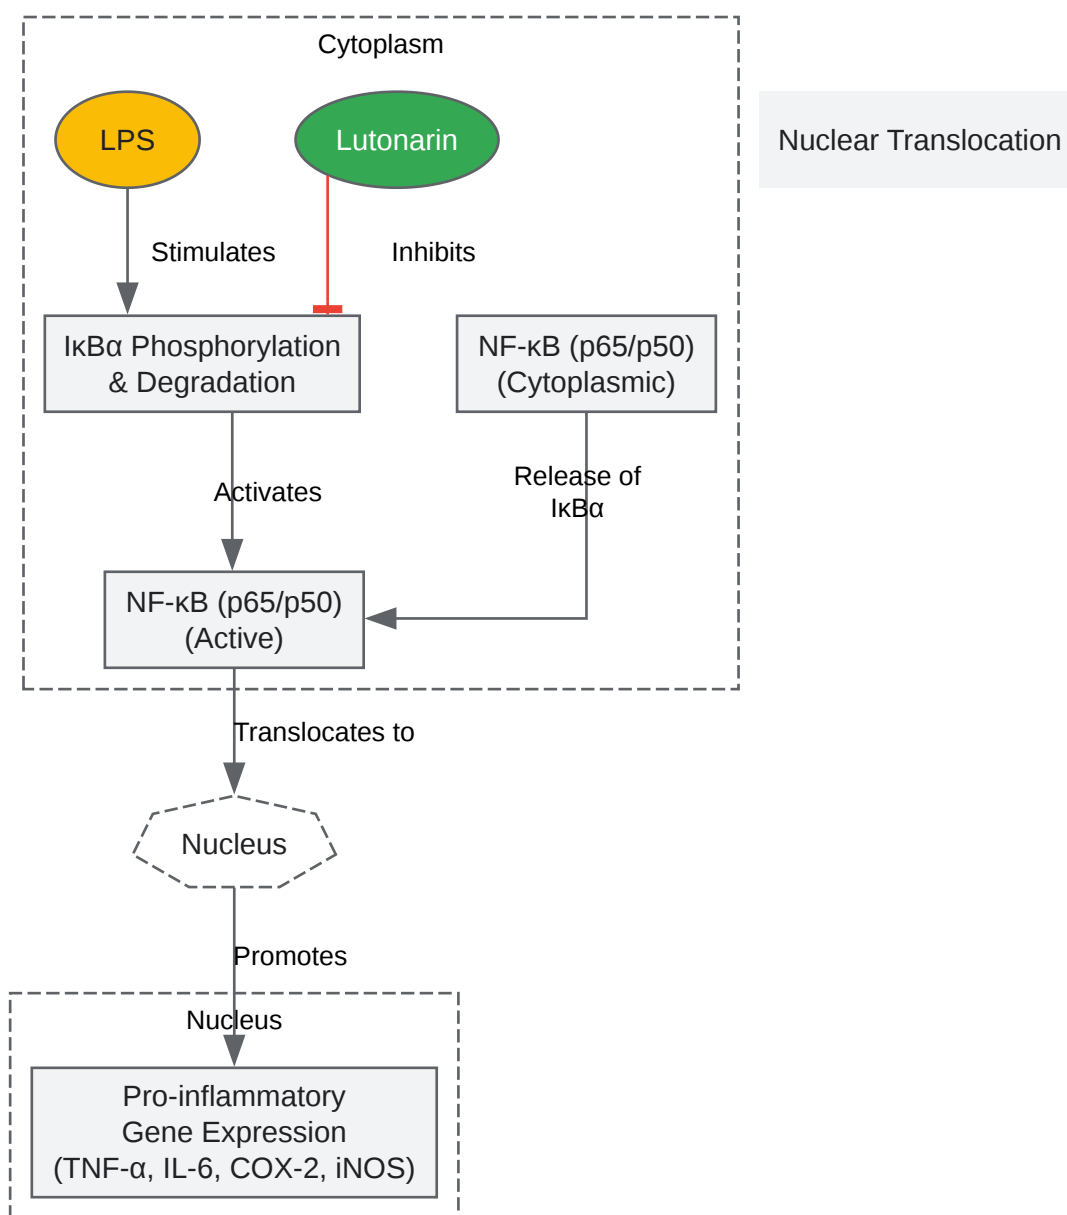 Cytoplasm
LPS
Lutonarin
Nuclear Translocation
Stimulates
Inhibits
IκBα Phosphorylation
& Degradation
NF-κB (p65/p50)
(Cytoplasmic)
Activates
Release of
IκBα
NF-κB (p65/p50)
(Active)
Translocates to
Nucleus
Promotes
Nucleus
Pro-inflammatory
Gene Expression
(TNF-α, IL-6, COX-2, iNOS)